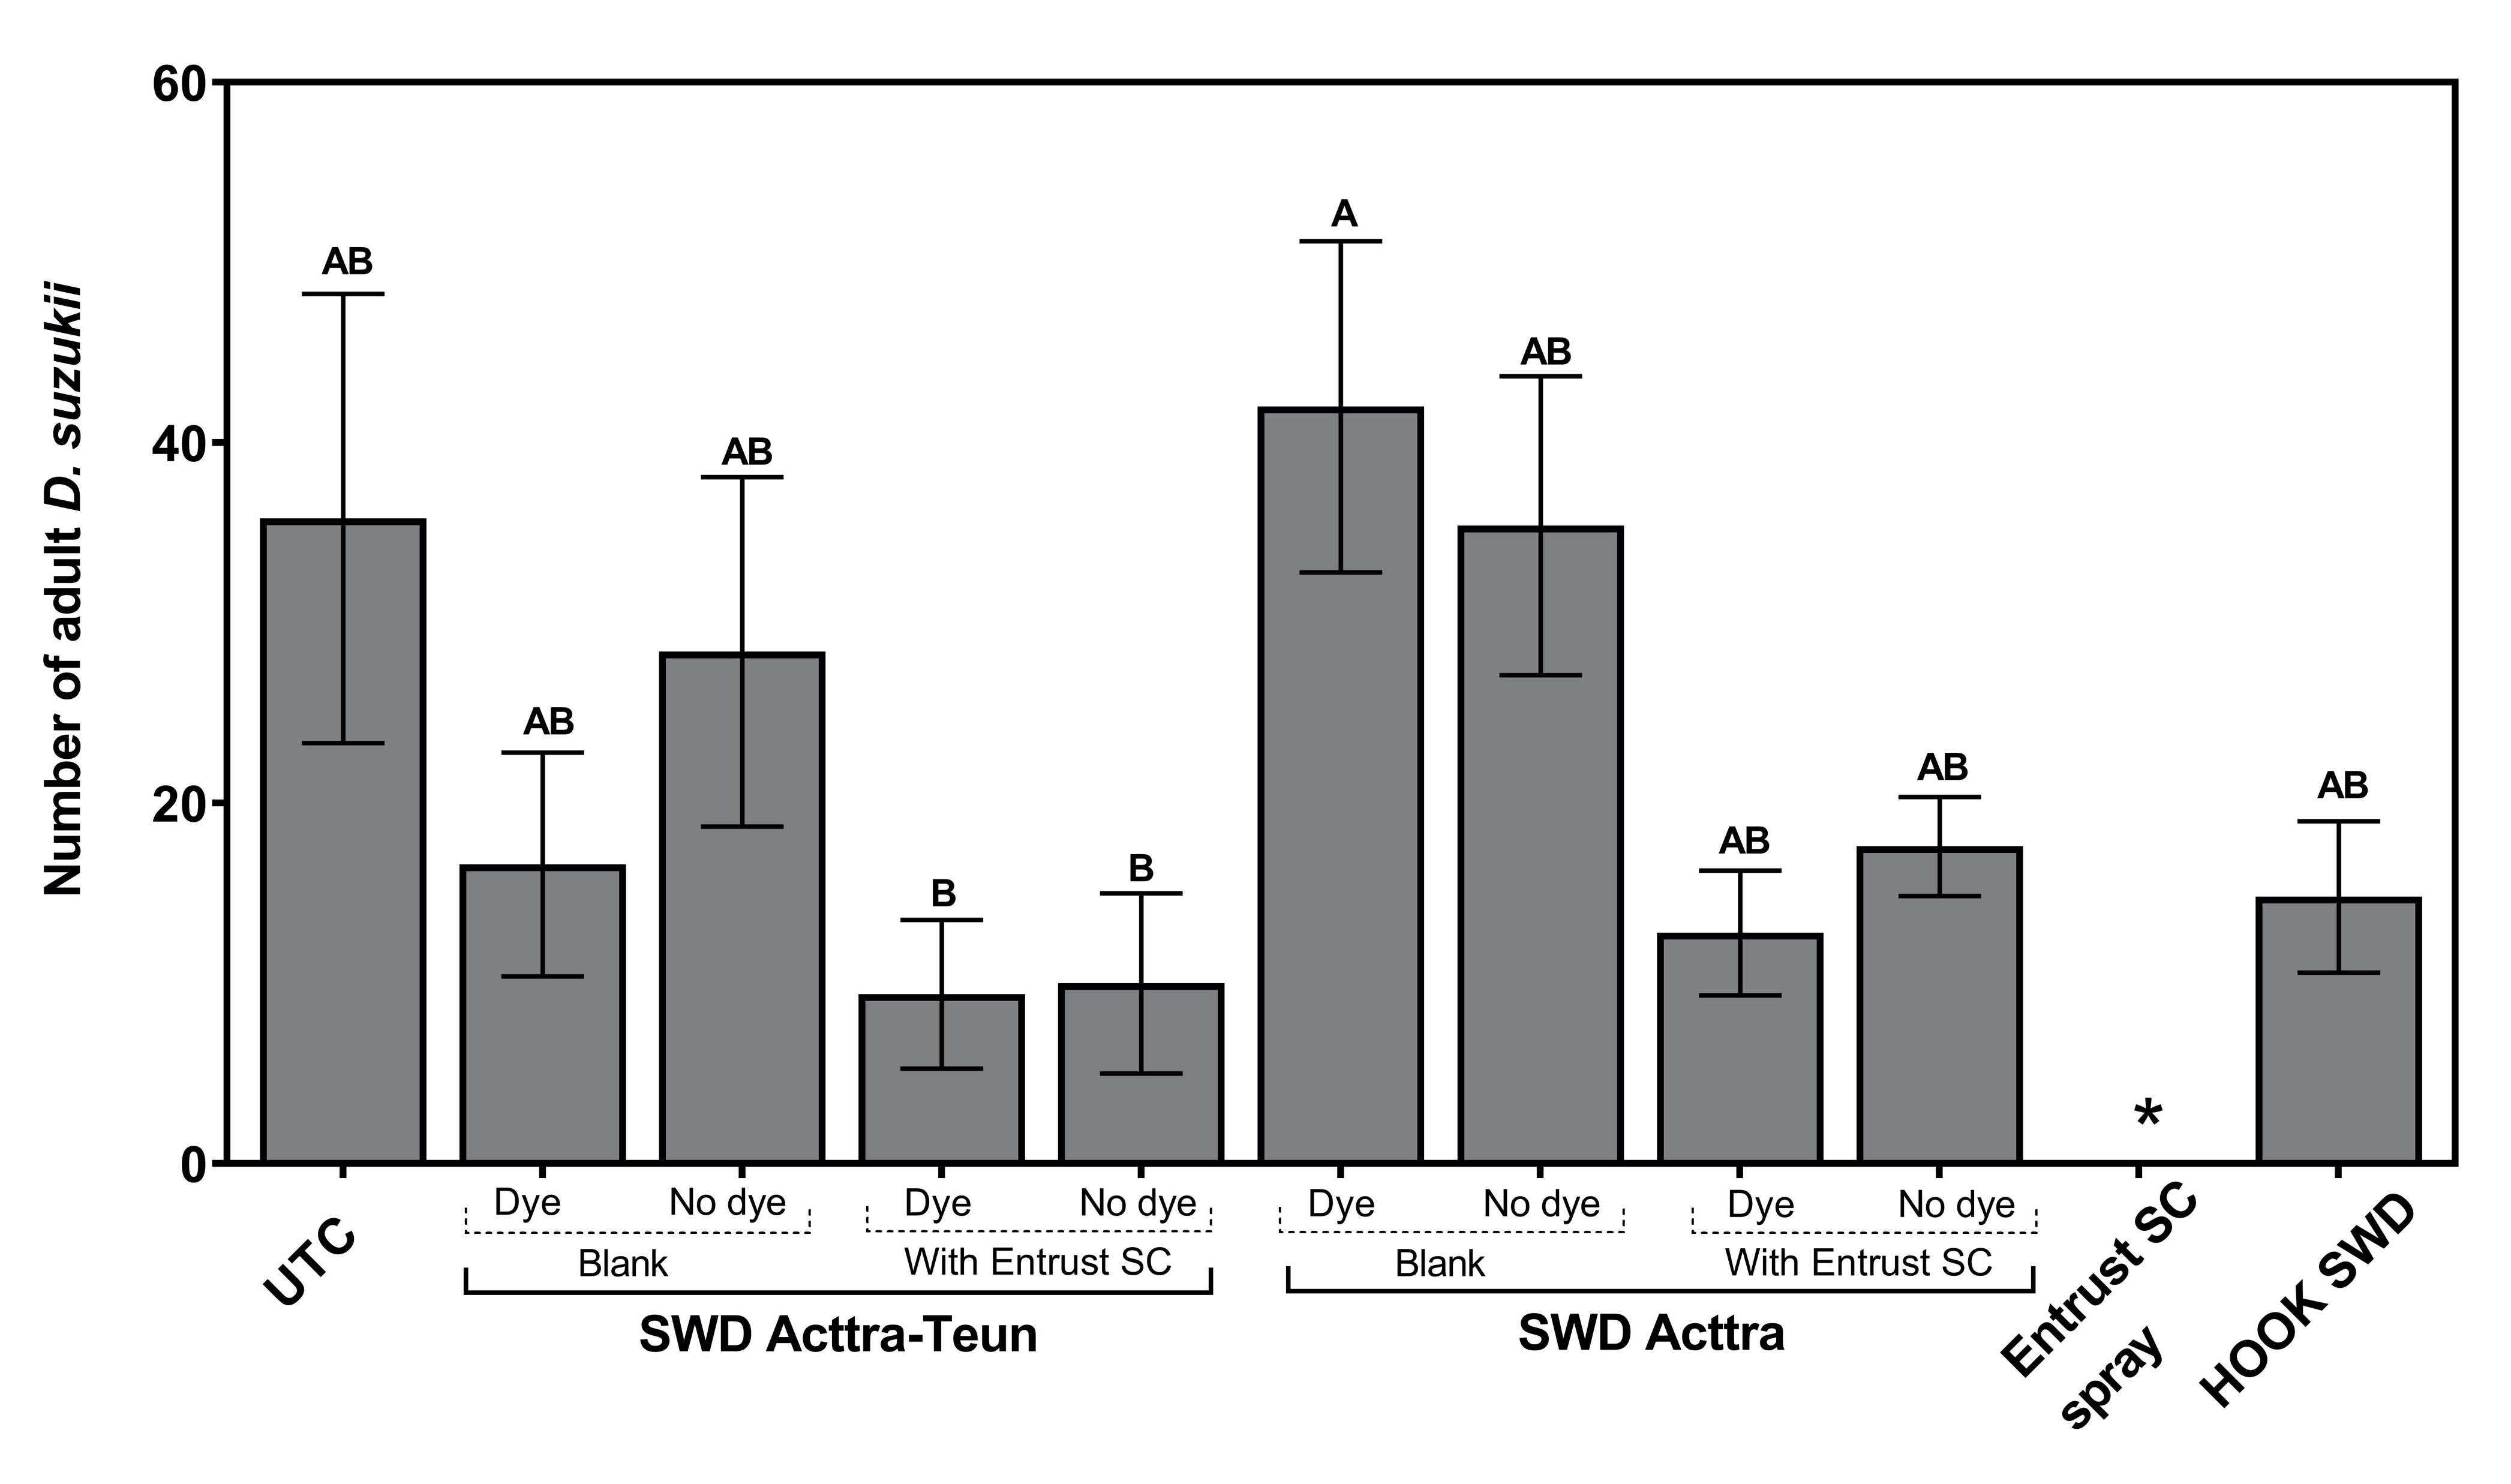 60
40
20
0
Number of adult D. suzukii
AB
AB
AB
B
B
A
AB
AB
AB
*
AB
UTC
Dye No dye Dye No dye Dye No dye Dye No dye
Blank With Entrust SC Blank With Entrust SC
SWD Acttra-Teun SWD Acttra
Entrust SC
spray
HOOK SWD